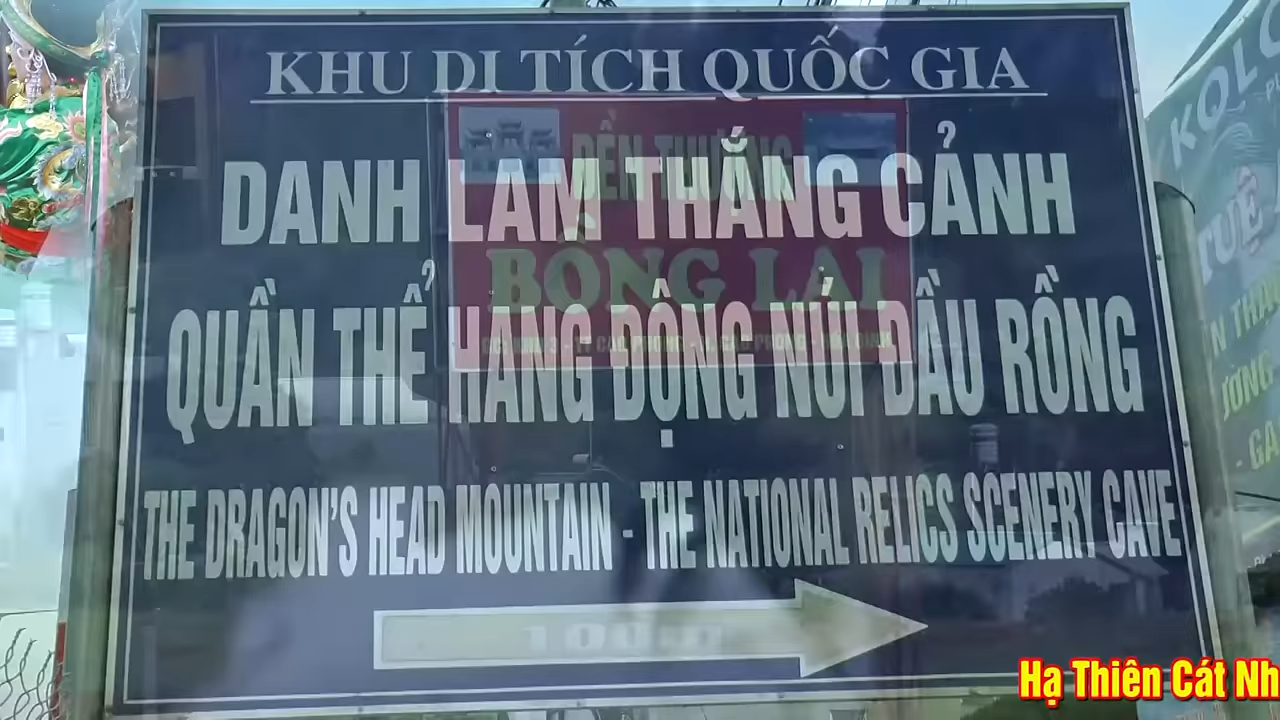 KHU DI TÍCH QUỐC GIA
DANH LAM THẮNG CẢNH
QUẦN THỂ HANG ĐỘNG NÚI ĐẦU RỒNG
THE DRAGON'S HEAD MOUNTAIN - THE NATIONAL RELICS SCENERY CAVE
ĐỀN THƯỢNG
BỒNG LAI
Hạ Thiên Cát